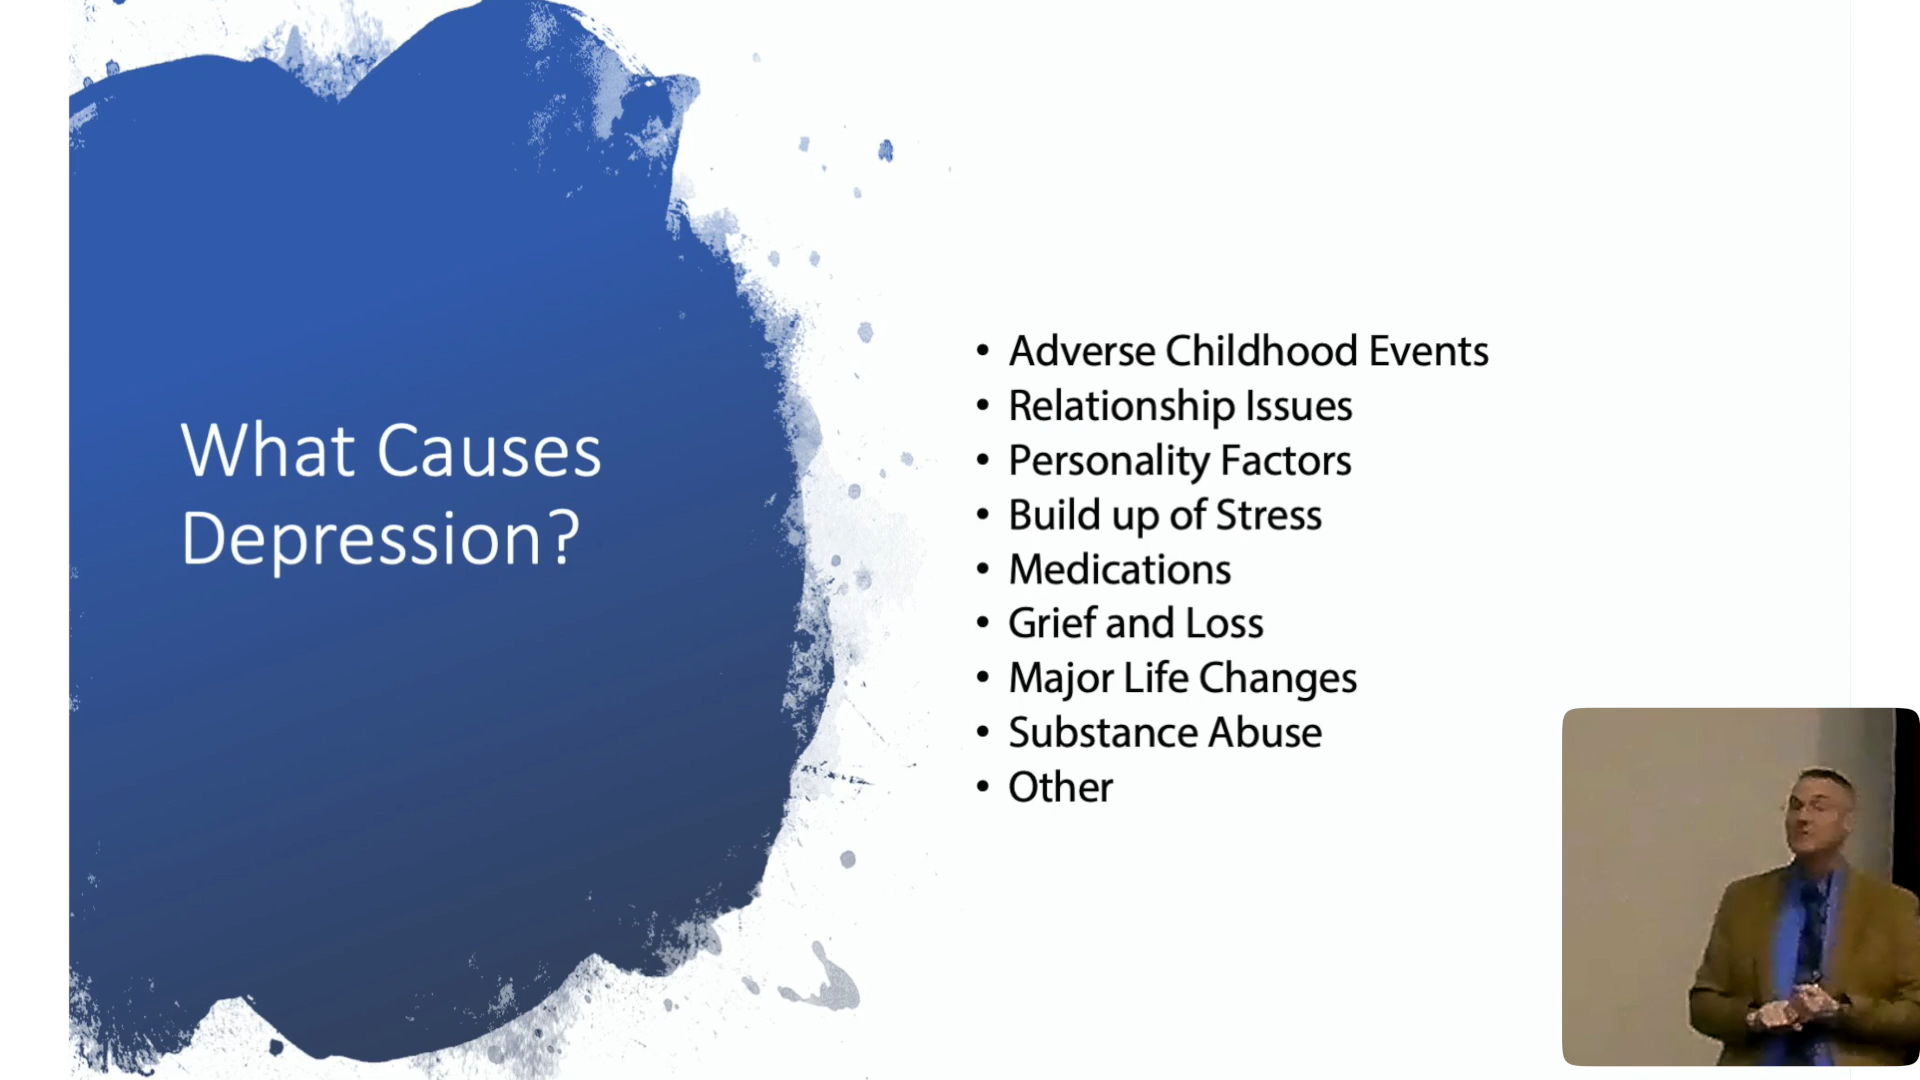 What Causes
Depression?
• Adverse Childhood Events
• Relationship Issues
• Personality Factors
• Build up of Stress
• Medications
• Grief and Loss
• Major Life Changes
• Substance Abuse
• Other